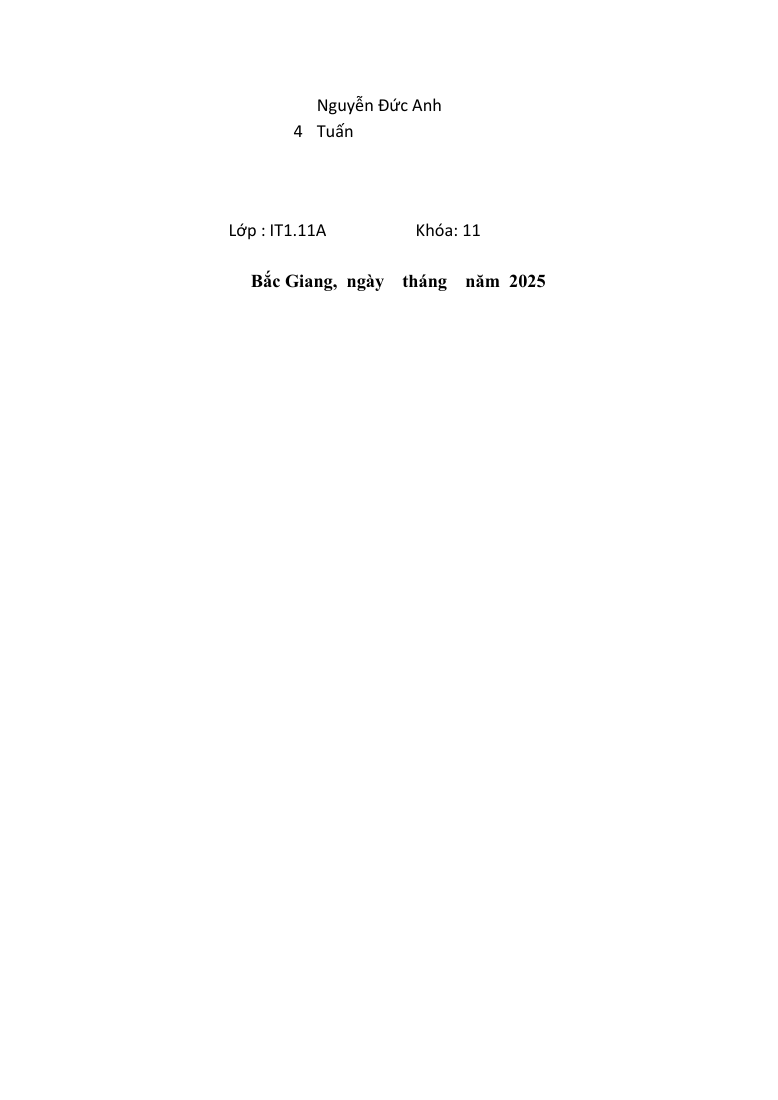 Nguyễn Đức Anh
4 Tuấn
Lớp : IT1.11A Khóa: 11
Bắc Giang, ngày tháng năm 2025